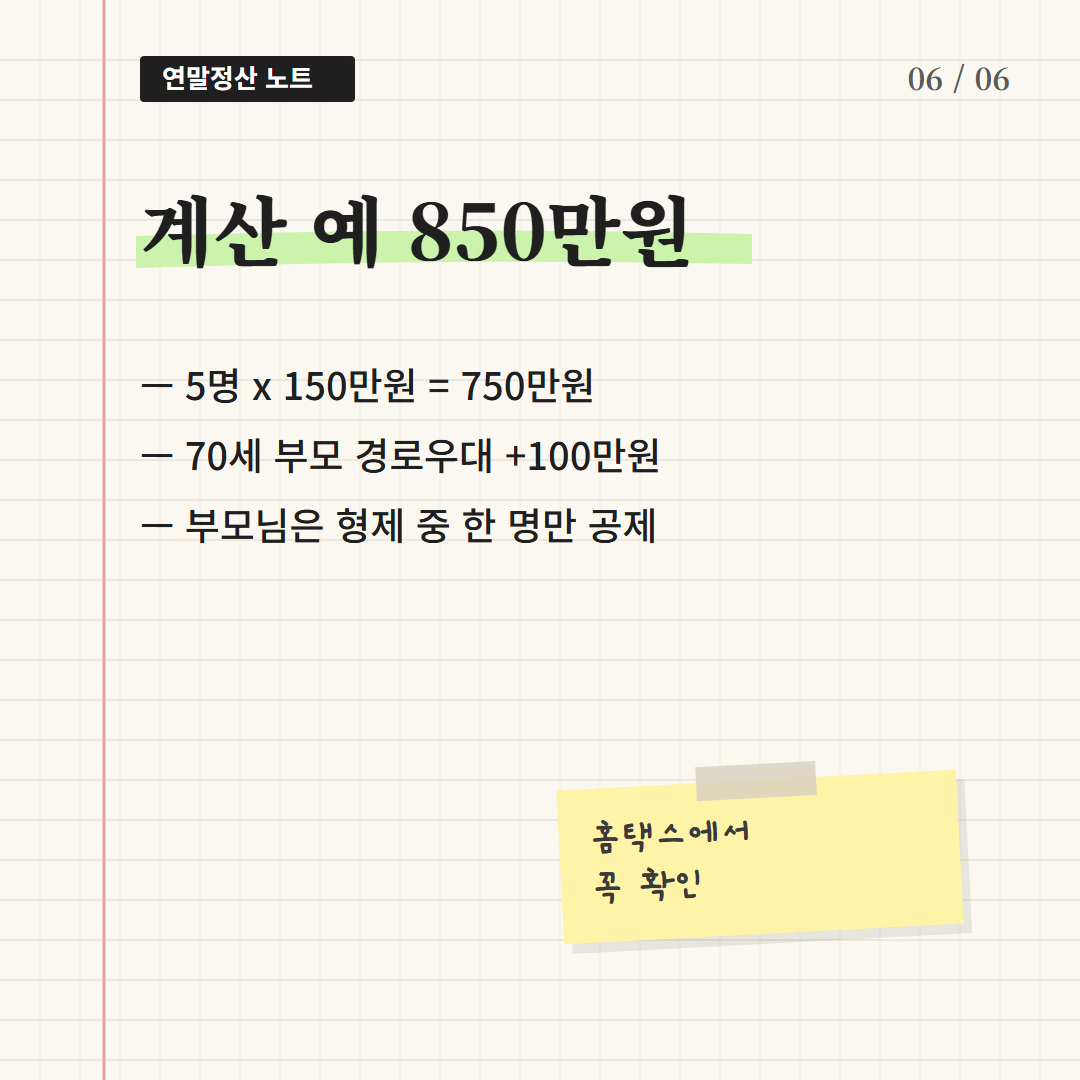 연말정산 노트
06 / 06
계산 예 850만원
— 5명 x 150만원 = 750만원
— 70세 부모 경로우대 +100만원
— 부모님은 형제 중 한 명만 공제
홈택스에서
꼭 확인